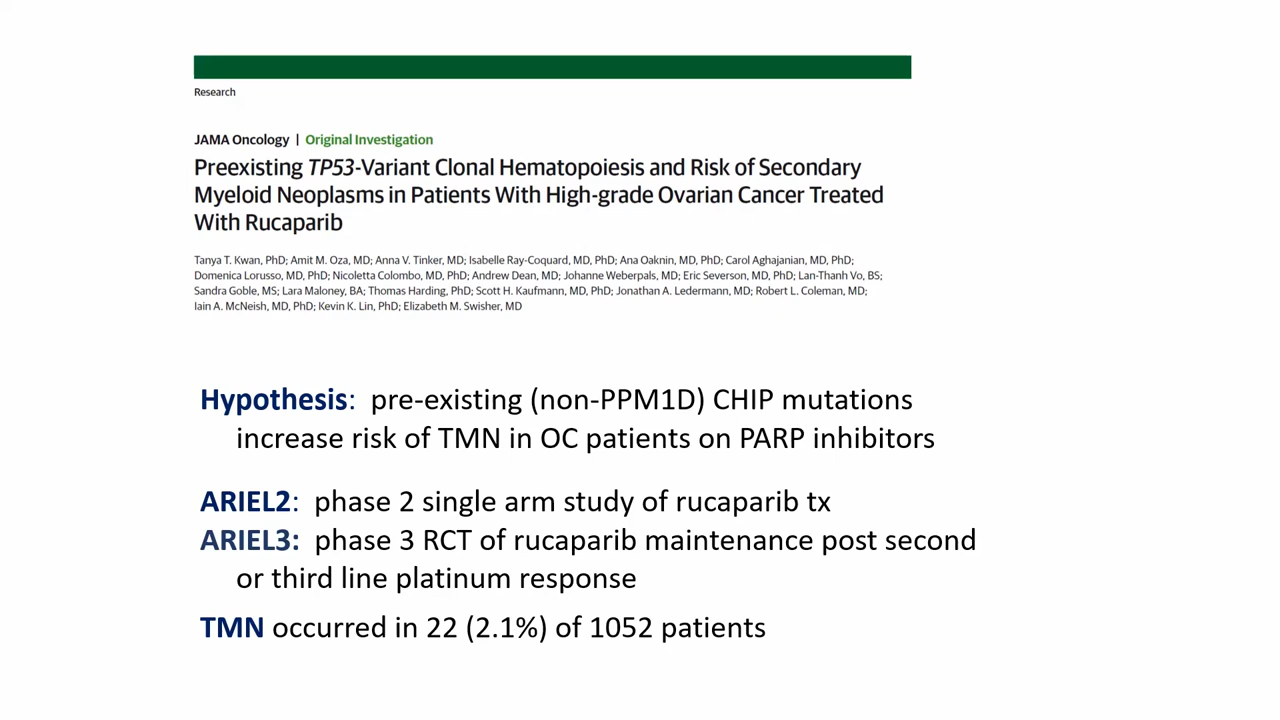 Research
JAMA Oncology | Original Investigation
Preexisting TP53-Variant Clonal Hematopoiesis and Risk of Secondary
Myeloid Neoplasms in Patients With High-grade Ovarian Cancer Treated
With Rucaparib
Tanya T. Kwan, PhD; Amit M. Oza, MD; Anna V. Tinker, MD; Isabelle Ray-Coquard, MD, PhD; Ana Oaknin, MD, PhD; Carol Aghajanian, MD, PhD;
Domenica Lorusso, MD, PhD; Nicoletta Colombo, MD, PhD; Andrew Dean, MD; Johanne Weberpals, MD; Eric Severson, MD, PhD; Lan-Thanh Vo, BS;
Sandra Goble, MS; Lara Maloney, BA; Thomas Harding, PhD; Scott H. Kaufmann, MD, PhD; Jonathan A. Ledermann, MD; Robert L. Coleman, MD;
Iain A. McNeish, MD, PhD; Kevin K. Lin, PhD; Elizabeth M. Swisher, MD
Hypothesis: pre-existing (non-PPM1D) CHIP mutations
increase risk of TMN in OC patients on PARP inhibitors
ARIEL2: phase 2 single arm study of rucaparib tx
ARIEL3: phase 3 RCT of rucaparib maintenance post second
or third line platinum response
TMN occurred in 22 (2.1%) of 1052 patients